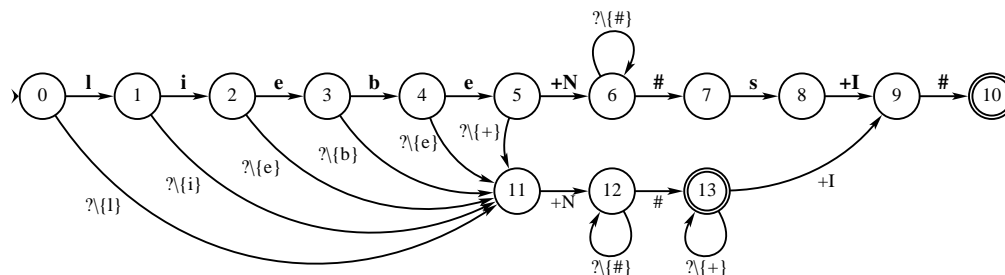 ?\{#}
l i e b e +N # s +I #
0 1 2 3 4 5 6 7 8 9 10
?\{l} ?\{i} ?\{e} ?\{b} ?\{e} ?\{+}
11 +N 12 # 13 +I
?\{#} ?\{+}